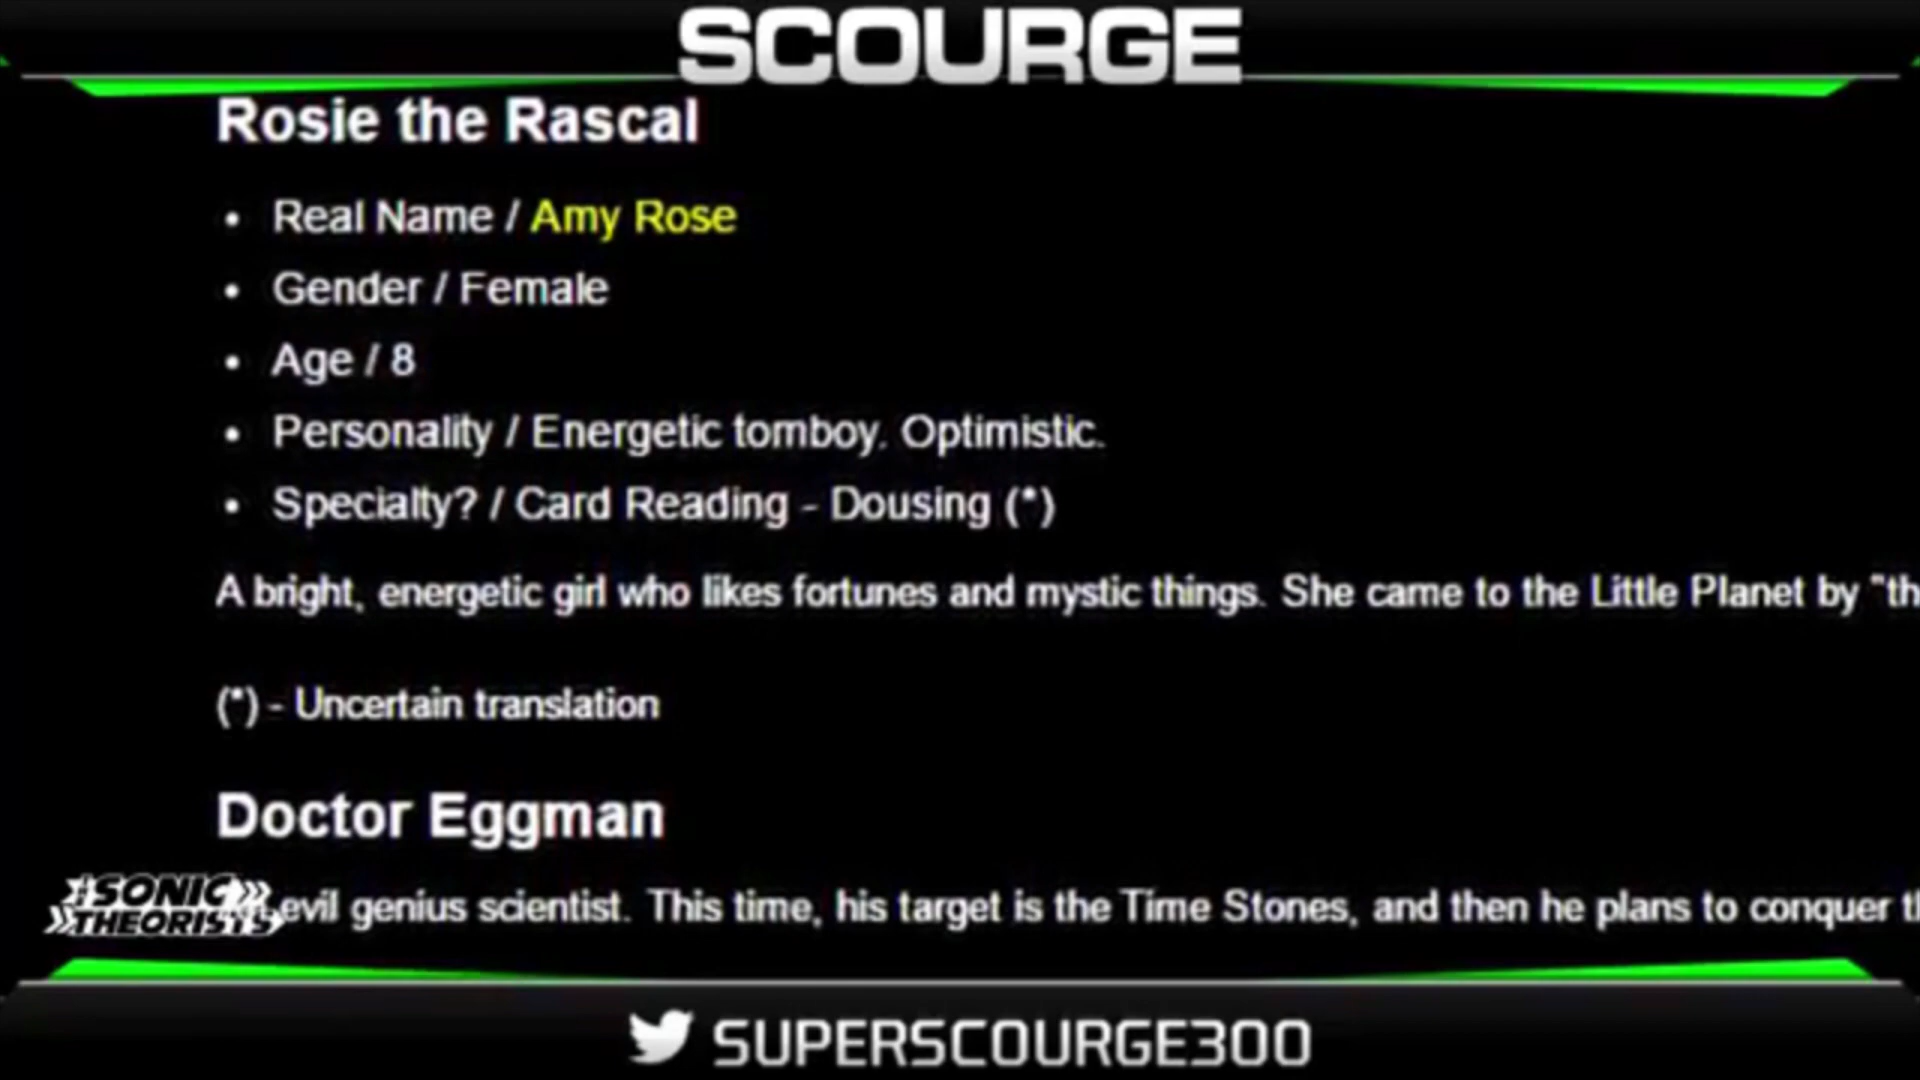 SCOURGE
Rosie the Rascal
• Real Name / Amy Rose
• Gender / Female
• Age / 8
• Personality / Energetic tomboy. Optimistic.
• Specialty? / Card Reading - Dousing (*)
A bright, energetic girl who likes fortunes and mystic things. She came to the Little Planet by "th
(*) - Uncertain translation
Doctor Eggman
evil genius scientist. This time, his target is the Time Stones, and then he plans to conquer th
#SONIC
THEORISTS
SUPERSCOURGE300